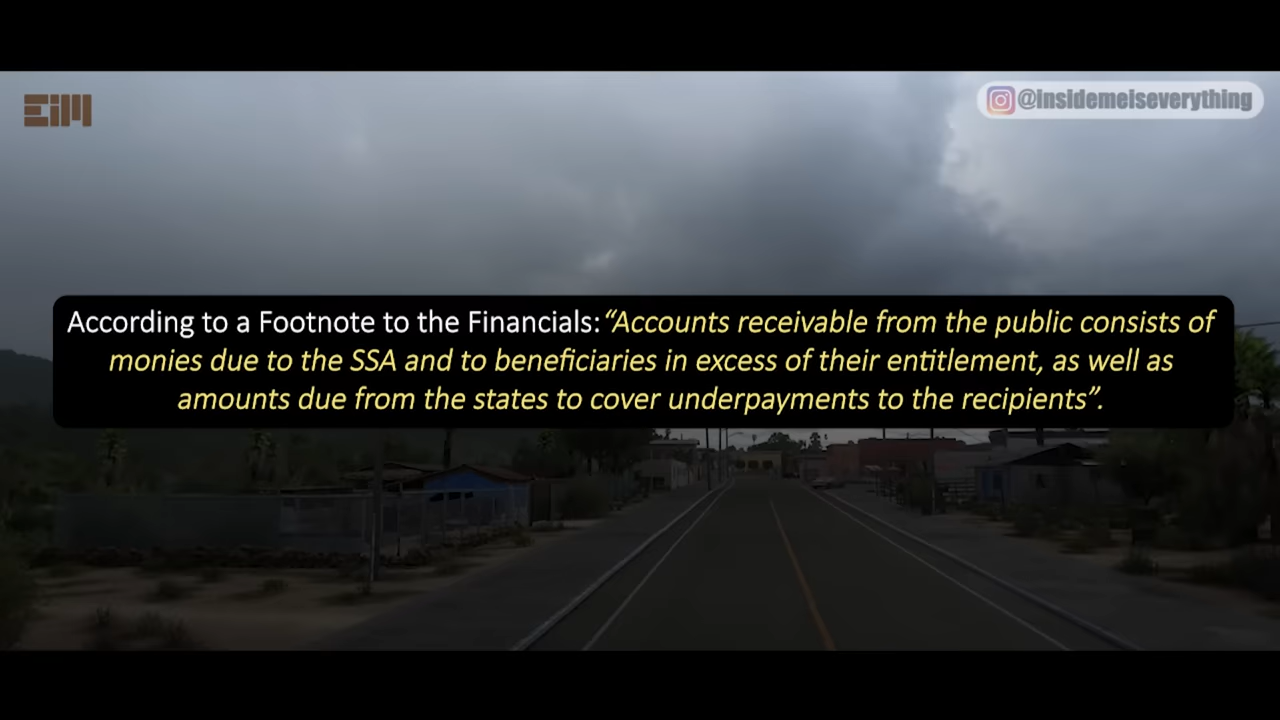 EiM
@Insidemeiseverything
According to a Footnote to the Financials: “Accounts receivable from the public consists of
monies due to the SSA and to beneficiaries in excess of their entitlement, as well as
amounts due from the states to cover underpayments to the recipients”.